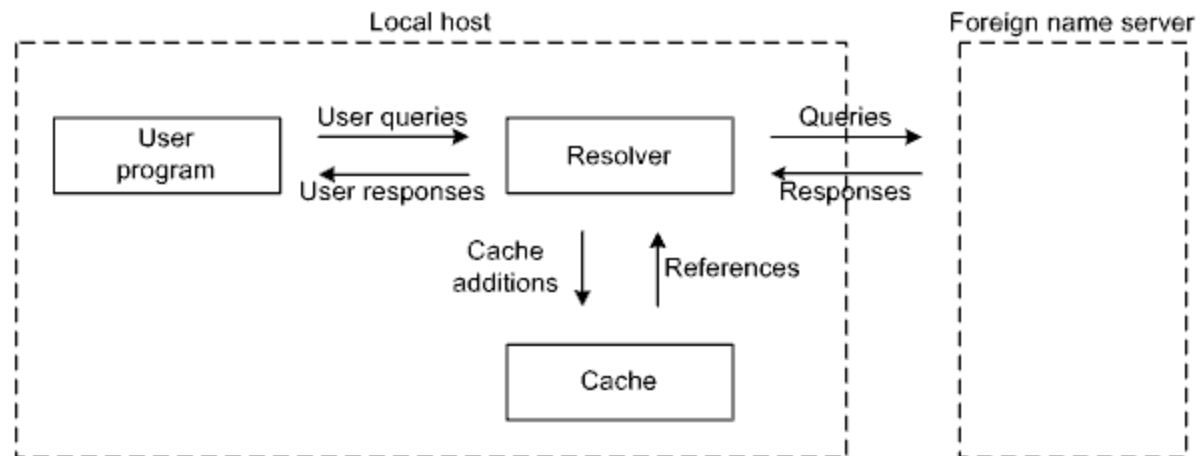 Local host
Foreign name server
User
program
User queries
User responses
Resolver
Queries
Responses
Cache
additions
References
Cache